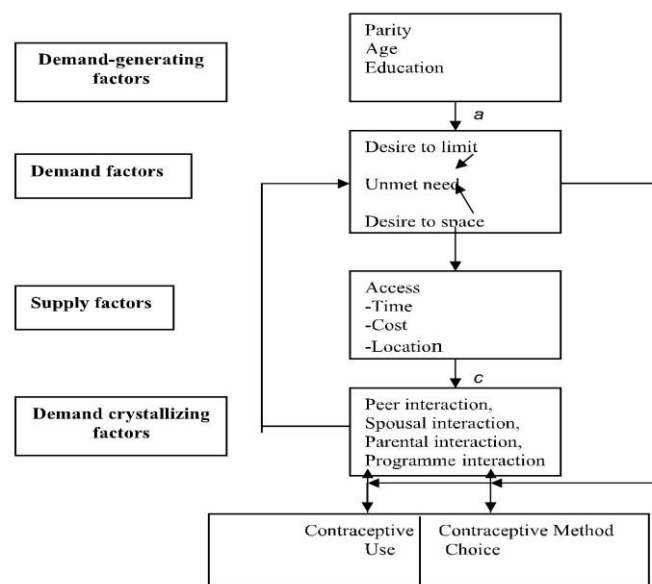 Demand-generating
factors
Parity
Age
Education
a
Demand factors
Desire to limit
Unmet need
Desire to space
Supply factors
Access
-Time
-Cost
-Location
c
Demand crystallizing
factors
Peer interaction,
Spousal interaction,
Parental interaction,
Programme interaction
Contraceptive
Use
Contraceptive Method
Choice